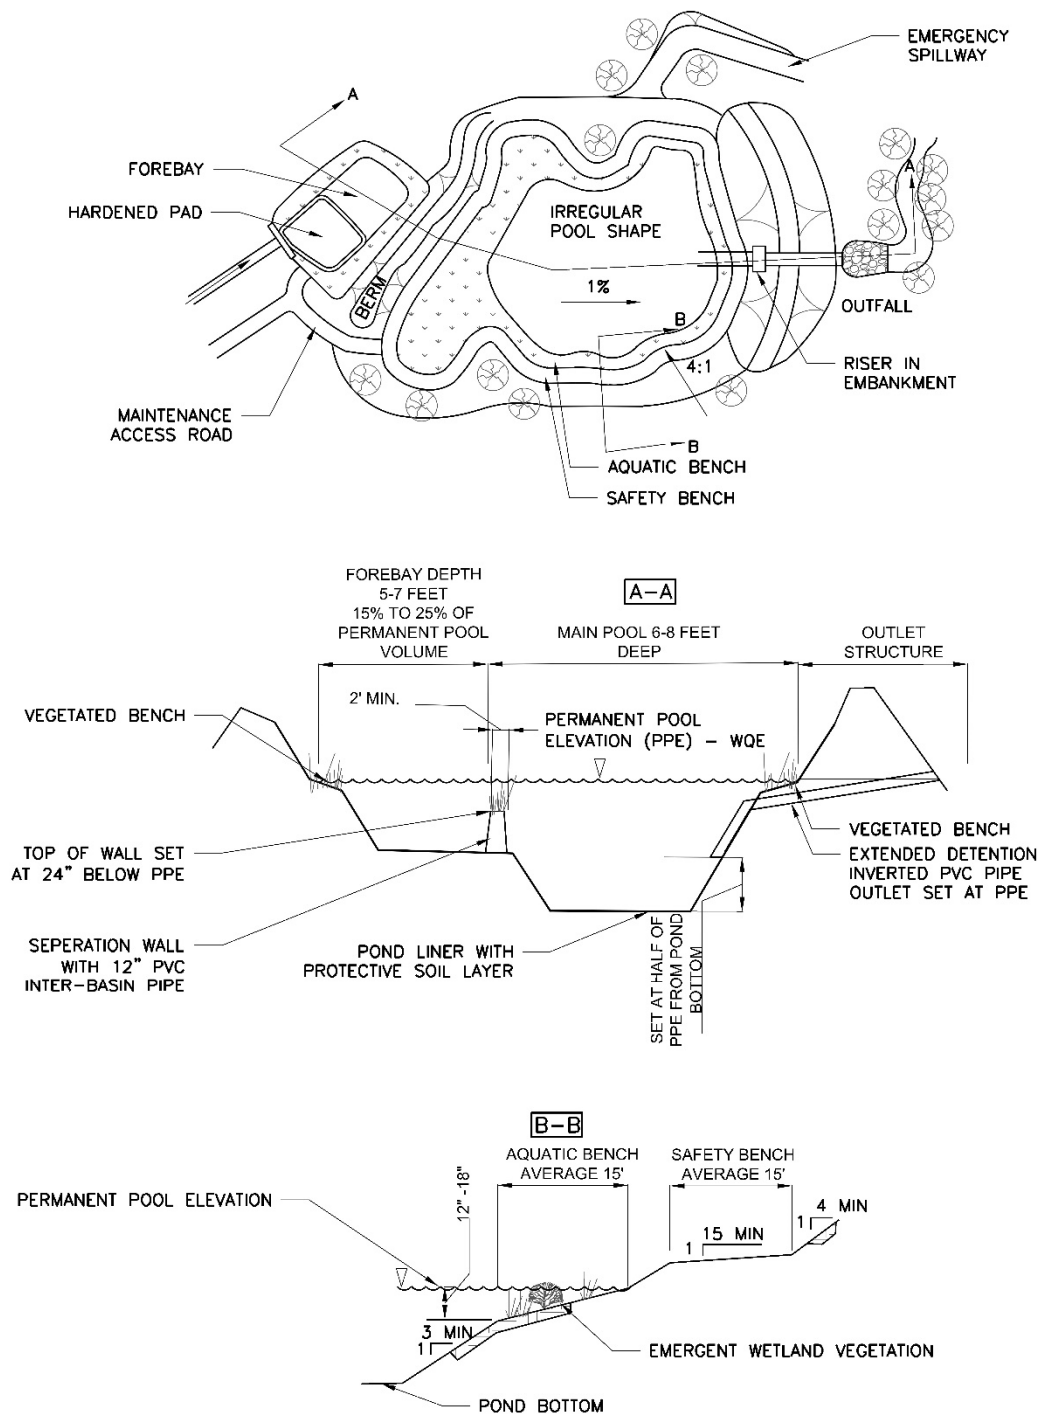 EMERGENCY
SPILLWAY
A
FOREBAY
HARDENED PAD
IRREGULAR
POOL SHAPE
A
BERM
1%
OUTFALL
B
4:1
RISER IN
EMBANKMENT
MAINTENANCE
ACCESS ROAD
B
AQUATIC BENCH
SAFETY BENCH
A-A
FOREBAY DEPTH
5-7 FEET
15% TO 25% OF
PERMANENT POOL
VOLUME
MAIN POOL 6-8 FEET
DEEP
OUTLET
STRUCTURE
2' MIN.
VEGETATED BENCH
PERMANENT POOL
ELEVATION (PPE) - WQE
TOP OF WALL SET
AT 24" BELOW PPE
VEGETATED BENCH
EXTENDED DETENTION
INVERTED PVC PIPE
OUTLET SET AT PPE
SEPERATION WALL
WITH 12" PVC
INTER-BASIN PIPE
POND LINER WITH
PROTECTIVE SOIL LAYER
SET AT HALF OF
PPE FROM POND
BOTTOM
B-B
AQUATIC BENCH
AVERAGE 15'
SAFETY BENCH
AVERAGE 15'
PERMANENT POOL ELEVATION
12" -18"
1
4 MIN
1
15 MIN
3 MIN
1
EMERGENT WETLAND VEGETATION
POND BOTTOM